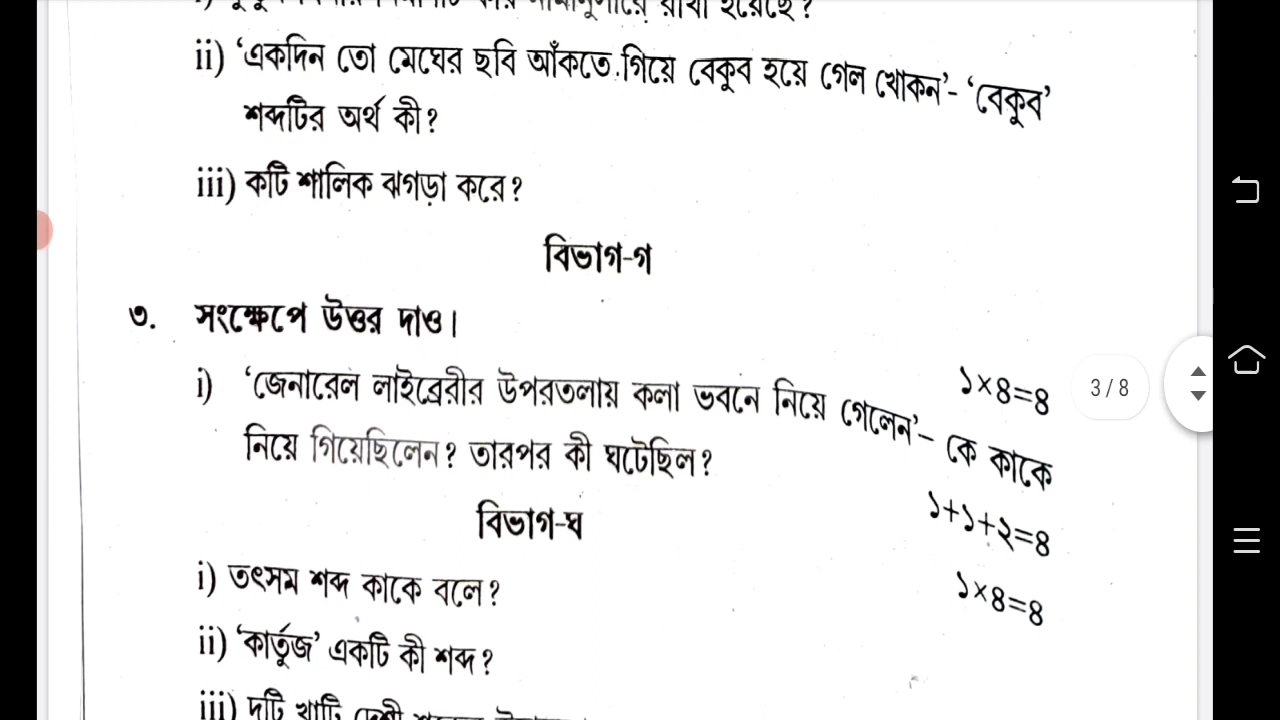 রাখা হয়েছে?
ii) ‘একদিন তো মেঘের ছবি আঁকতে গিয়ে বেকুব হয়ে গেল খোকন’- ‘বেকুব’
শব্দটির অর্থ কী?
iii) কটি শালিক ঝগড়া করে?
বিভাগ-গ
৩. সংক্ষেপে উত্তর দাও।
১×৪=৪
i) ‘জেনারেল লাইব্রেরীর উপরতলায় কলা ভবনে নিয়ে গেলেন’– কে কাকে
নিয়ে গিয়েছিলেন? তারপর কী ঘটেছিল?
১+১+২=৪
বিভাগ-ঘ
১×৪=৪
i) তৎসম শব্দ কাকে বলে?
ii) ‘কার্তুজ’ একটি কী শব্দ?
iii) দুটি খাটি দেশী
3/8